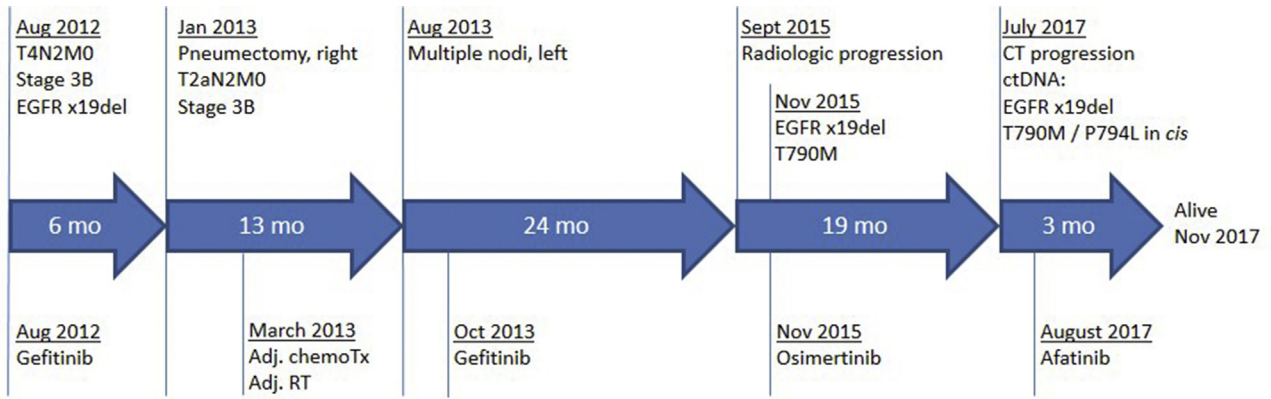 Aug 2012
T4N2M0
Stage 3B
EGFR x19del
Jan 2013
Pneumectomy, right
T2aN2M0
Stage 3B
Aug 2013
Multiple nodi, left
Sept 2015
Radiologic progression
Nov 2015
EGFR x19del
T790M
July 2017
CT progression
ctDNA:
EGFR x19del
T790M / P794L in cis
6 mo
13 mo
24 mo
19 mo
3 mo
Alive
Nov 2017
Aug 2012
Gefitinib
March 2013
Adj. chemoTx
Adj. RT
Oct 2013
Gefitinib
Nov 2015
Osimertinib
August 2017
Afatinib